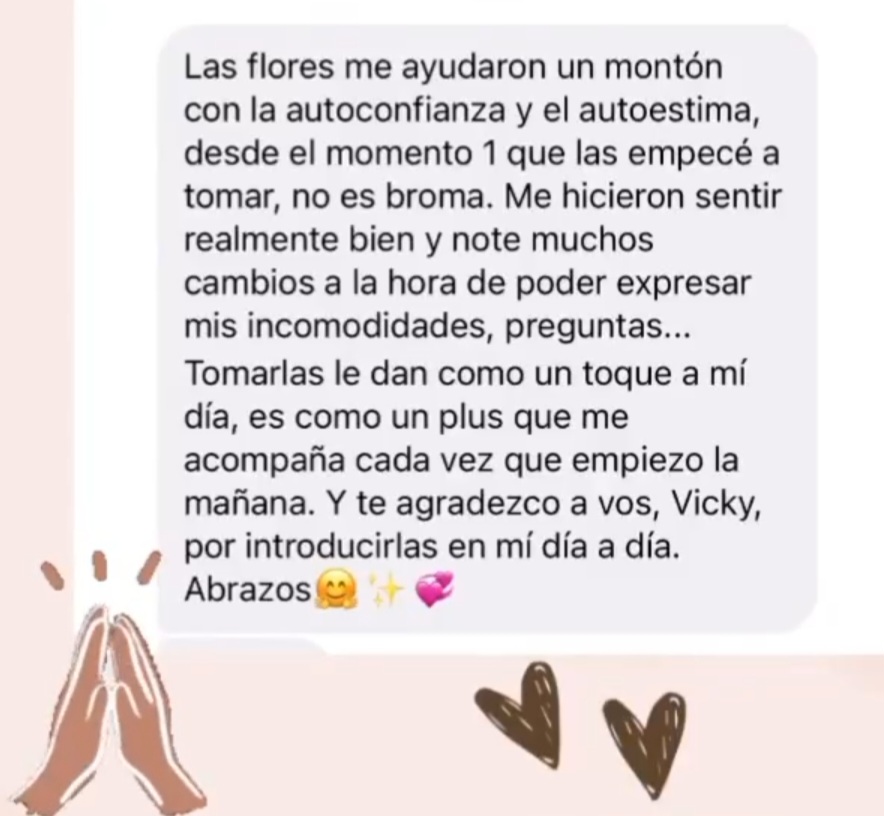 Las flores me ayudaron un montón
con la autoconfianza y el autoestima,
desde el momento 1 que las empecé a
tomar, no es broma. Me hicieron sentir
realmente bien y note muchos
cambios a la hora de poder expresar
mis incomodidades, preguntas...
Tomarlas le dan como un toque a mí
día, es como un plus que me
acompaña cada vez que empiezo la
mañana. Y te agradezco a vos, Vicky,
por introducirlas en mí día a día.
Abrazos🤗✨💞